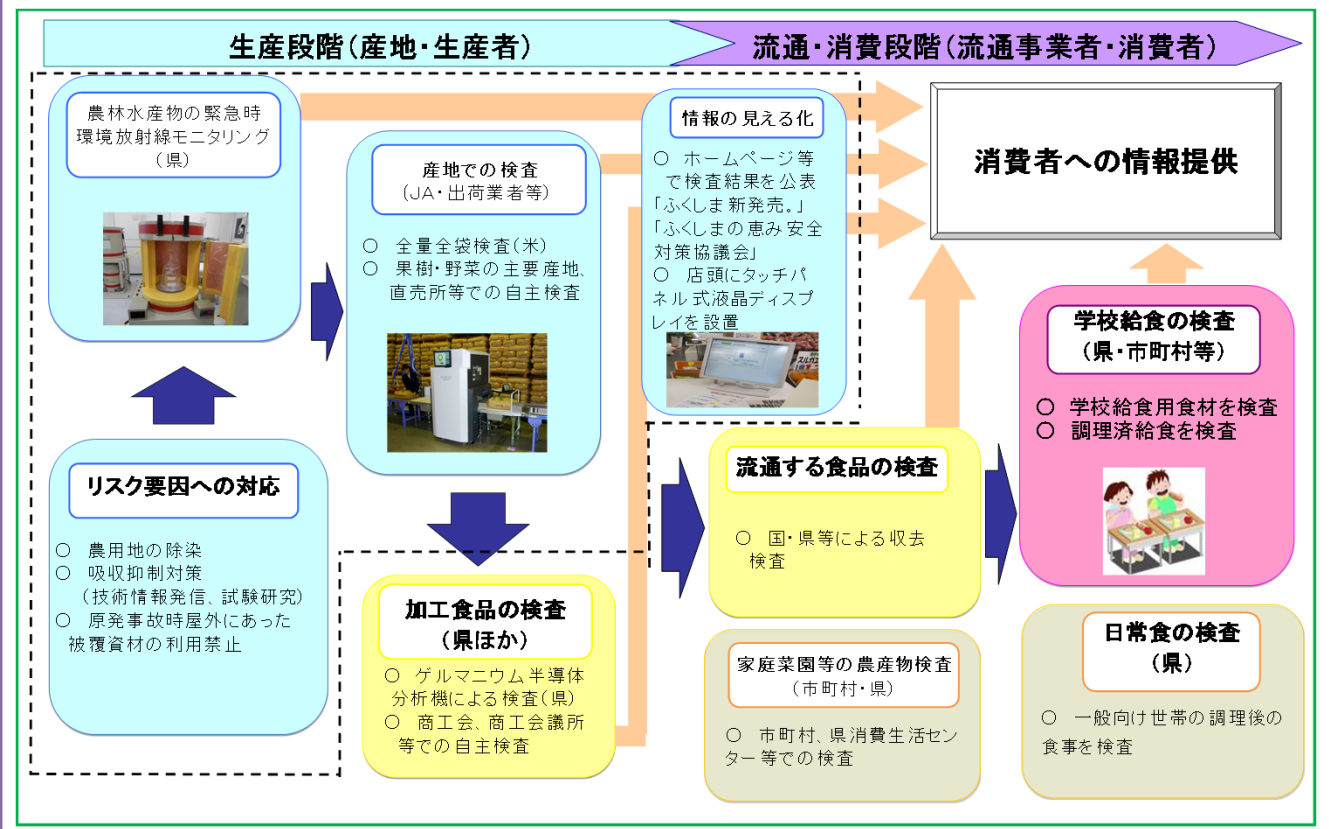 生産段階(産地・生産者)
流通・消費段階(流通事業者・消費者)
農林水産物の緊急時
環境放射線モニタリング
(県)
産地での検査
(JA・出荷業者等)
○ 全量全袋検査(米)
○ 果樹・野菜の主要産地、
直売所等での自主検査
情報の見える化
○ ホームページ等
で検査結果を公表
「ふくしま新発売。」
「ふくしまの恵み安全
対策協議会」
○ 店頭にタッチパ
ネル式液晶ディスプ
レイを設置
消費者への情報提供
リスク要因への対応
○ 農用地の除染
○ 吸収抑制対策
(技術情報発信、試験研究)
○ 原発事故時屋外にあった
被覆資材の利用禁止
加工食品の検査
(県ほか)
○ ゲルマニウム半導体
分析機による検査(県)
○ 商工会、商工会議所
等での自主検査
流通する食品の検査
○ 国・県等による収去
検査
学校給食の検査
(県・市町村等)
○ 学校給食用食材を検査
○ 調理済給食を検査
家庭菜園等の農産物検査
(市町村・県)
○ 市町村、県消費生活セン
ター等での検査
日常食の検査
(県)
○ 一般向け世帯の調理後の
食事を検査